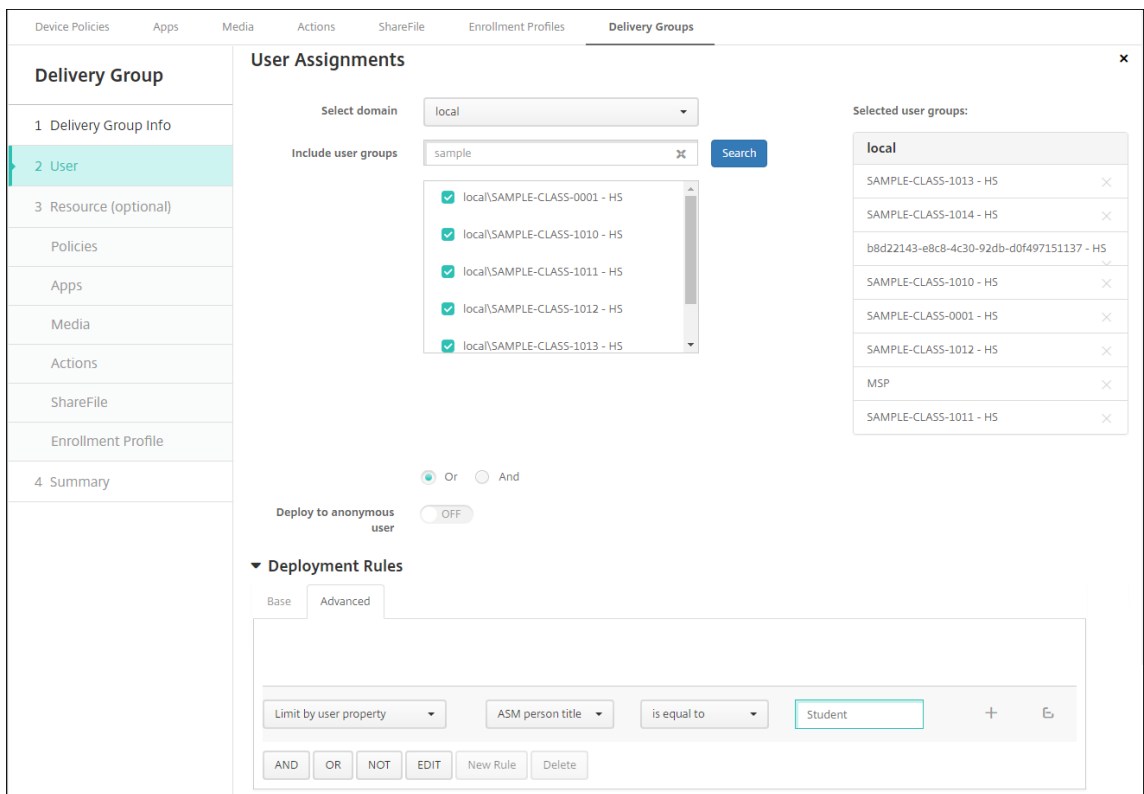 Device Policies Apps Media Actions ShareFile Enrollment Profiles Delivery Groups
Delivery Group
1 Delivery Group Info
2 User
3 Resource (optional)
Policies
Apps
Media
Actions
ShareFile
Enrollment Profile
4 Summary
User Assignments
Select domain local
Include user groups sample Search
local\SAMPLE-CLASS-0001 - HS
local\SAMPLE-CLASS-1010 - HS
local\SAMPLE-CLASS-1011 - HS
local\SAMPLE-CLASS-1012 - HS
local\SAMPLE-CLASS-1013 - HS
Selected user groups:
local
SAMPLE-CLASS-1013 - HS
SAMPLE-CLASS-1014 - HS
b8d22143-e8c8-4c30-92db-d0f497151137 - HS
SAMPLE-CLASS-1010 - HS
SAMPLE-CLASS-0001 - HS
SAMPLE-CLASS-1012 - HS
MSP
SAMPLE-CLASS-1011 - HS
Or And
Deploy to anonymous
user
OFF
Deployment Rules
Base Advanced
Limit by user property ASM person title is equal to Student
AND OR NOT EDIT New Rule Delete